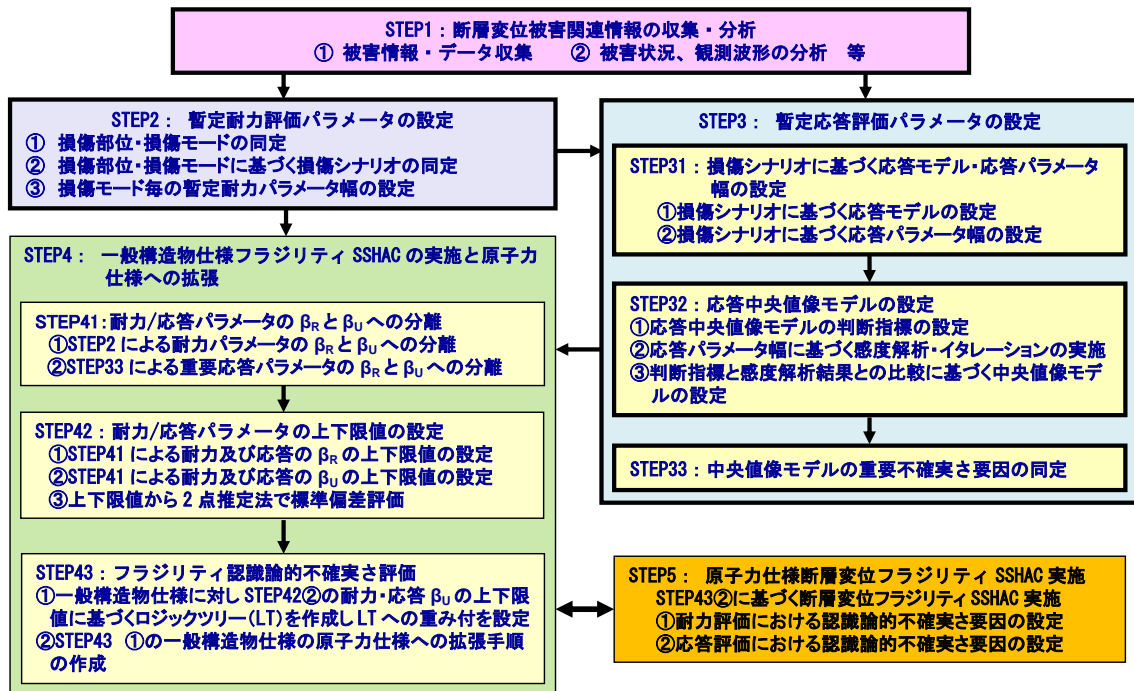 STEP1：断層変位被害関連情報の収集・分析
① 被害情報・データ収集　② 被害状況、観測波形の分析　等
STEP2： 暫定耐力評価パラメータの設定
① 損傷部位・損傷モードの同定
② 損傷部位・損傷モードに基づく損傷シナリオの同定
③ 損傷モード毎の暫定耐力パラメータ幅の設定
STEP3： 暫定応答評価パラメータの設定
STEP31：損傷シナリオに基づく応答モデル・応答パラメータ
幅の設定
①損傷シナリオに基づく応答モデルの設定
②損傷シナリオに基づく応答パラメータ幅の設定
STEP32：応答中央値像モデルの設定
①応答中央値像モデルの判断指標の設定
②応答パラメータ幅に基づく感度解析・イタレーションの実施
③判断指標と感度解析結果との比較に基づく中央値像モデ
ルの設定
STEP33：中央値像モデルの重要不確実さ要因の同定
STEP4： 一般構造物仕様フラジリティ SSHAC の実施と原子力
仕様への拡張
STEP41：耐力/応答パラメータの βR と βU への分離
①STEP2 による耐力パラメータの βR と βU への分離
②STEP33 による重要応答パラメータの βR と βU への分離
STEP42：耐力/応答パラメータの上下限値の設定
①STEP41 による耐力及び応答の βR の上下限値の設定
②STEP41 による耐力及び応答の βU の上下限値の設定
③上下限値から 2 点推定法で標準偏差評価
STEP43：フラジリティ認識論的不確実さ評価
①一般構造物仕様に対し STEP42②の耐力・応答 βU の上下限
値に基づくロジックツリー(LT)を作成し LT への重み付を設定
②STEP43 ①の一般構造物仕様の原子力仕様への拡張手順
の作成
STEP5： 原子力仕様断層変位フラジリティ SSHAC 実施
STEP43②に基づく断層変位フラジリティ SSHAC 実施
①耐力評価における認識論的不確実さ要因の設定
②応答評価における認識論的不確実さ要因の設定